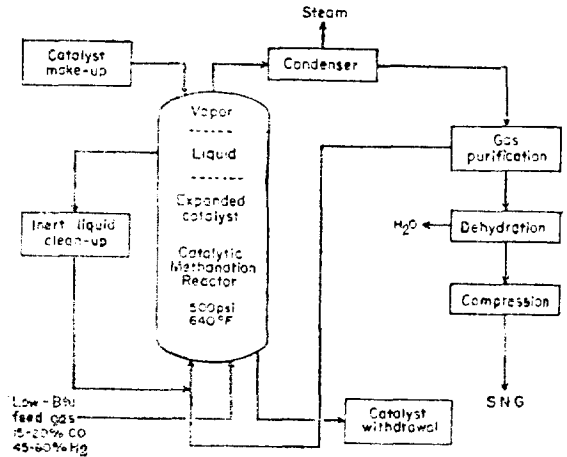 Steam
Catalyst
make-up
Condenser
Vapor
Liquid
Gas
purification
Expanded
catalyst
Inert liquid
clean-up
H2O
Dehydration
Catalytic
Methanation
Reactor
500psi
640°F
Compression
Low-Btu
feed gas
15-20% CO
45-60% H2
Catalyst
withdrawal
SNG